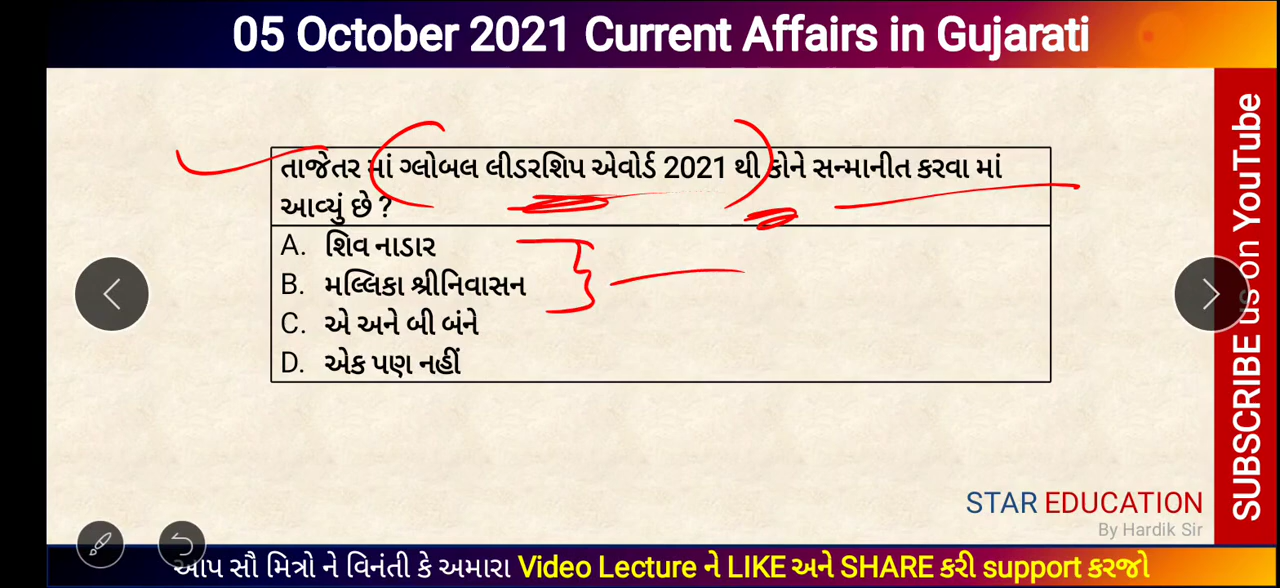 05 October 2021 Current Affairs in Gujarati
તાજેતર માં ગ્લોબલ લીડરશિપ એવોર્ડ 2021 થી કોને સન્માનીત કરવા માં
આવ્યું છે ?
A. શિવ નાડાર
B. મલ્લિકા શ્રીનિવાસન
C. એ અને બી બંને
D. એક પણ નહીં
SUBSCRIBE us on YouTube
STAR EDUCATION
By Hardik Sir
આપ સૌ મિત્રો ને વિનંતી કે અમારા Video Lecture ને LIKE અને SHARE કરી support કરજો